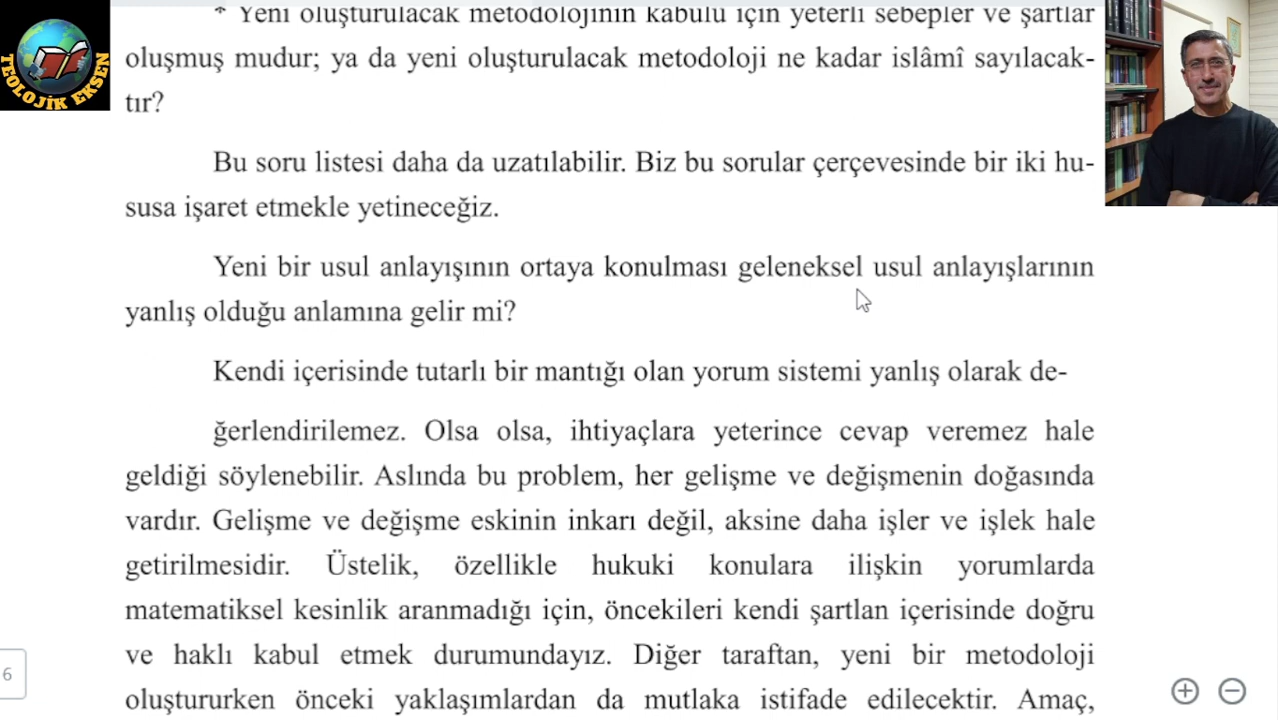 * Yeni oluşturulacak metodolojinin kabulü için yeterli sebepler ve şartlar
oluşmuş mudur; ya da yeni oluşturulacak metodoloji ne kadar islâmî sayılacak-
tır?
Bu soru listesi daha da uzatılabilir. Biz bu sorular çerçevesinde bir iki hu-
susa işaret etmekle yetineceğiz.
Yeni bir usul anlayışının ortaya konulması geleneksel usul anlayışlarının
yanlış olduğu anlamına gelir mi?
Kendi içerisinde tutarlı bir mantığı olan yorum sistemi yanlış olarak de-
ğerlendirilemez. Olsa olsa, ihtiyaçlara yeterince cevap veremez hale
geldiği söylenebilir. Aslında bu problem, her gelişme ve değişmenin doğasında
vardır. Gelişme ve değişme eskinin inkarı değil, aksine daha işler ve işlek hale
getirilmesidir. Üstelik, özellikle hukuki konulara ilişkin yorumlarda
matematiksel kesinlik aranmadığı için, öncekileri kendi şartlan içerisinde doğru
ve haklı kabul etmek durumundayız. Diğer taraftan, yeni bir metodoloji
oluştururken önceki yaklaşımlardan da mutlaka istifade edilecektir. Amaç,
TEOLOJİK EKSEN
6